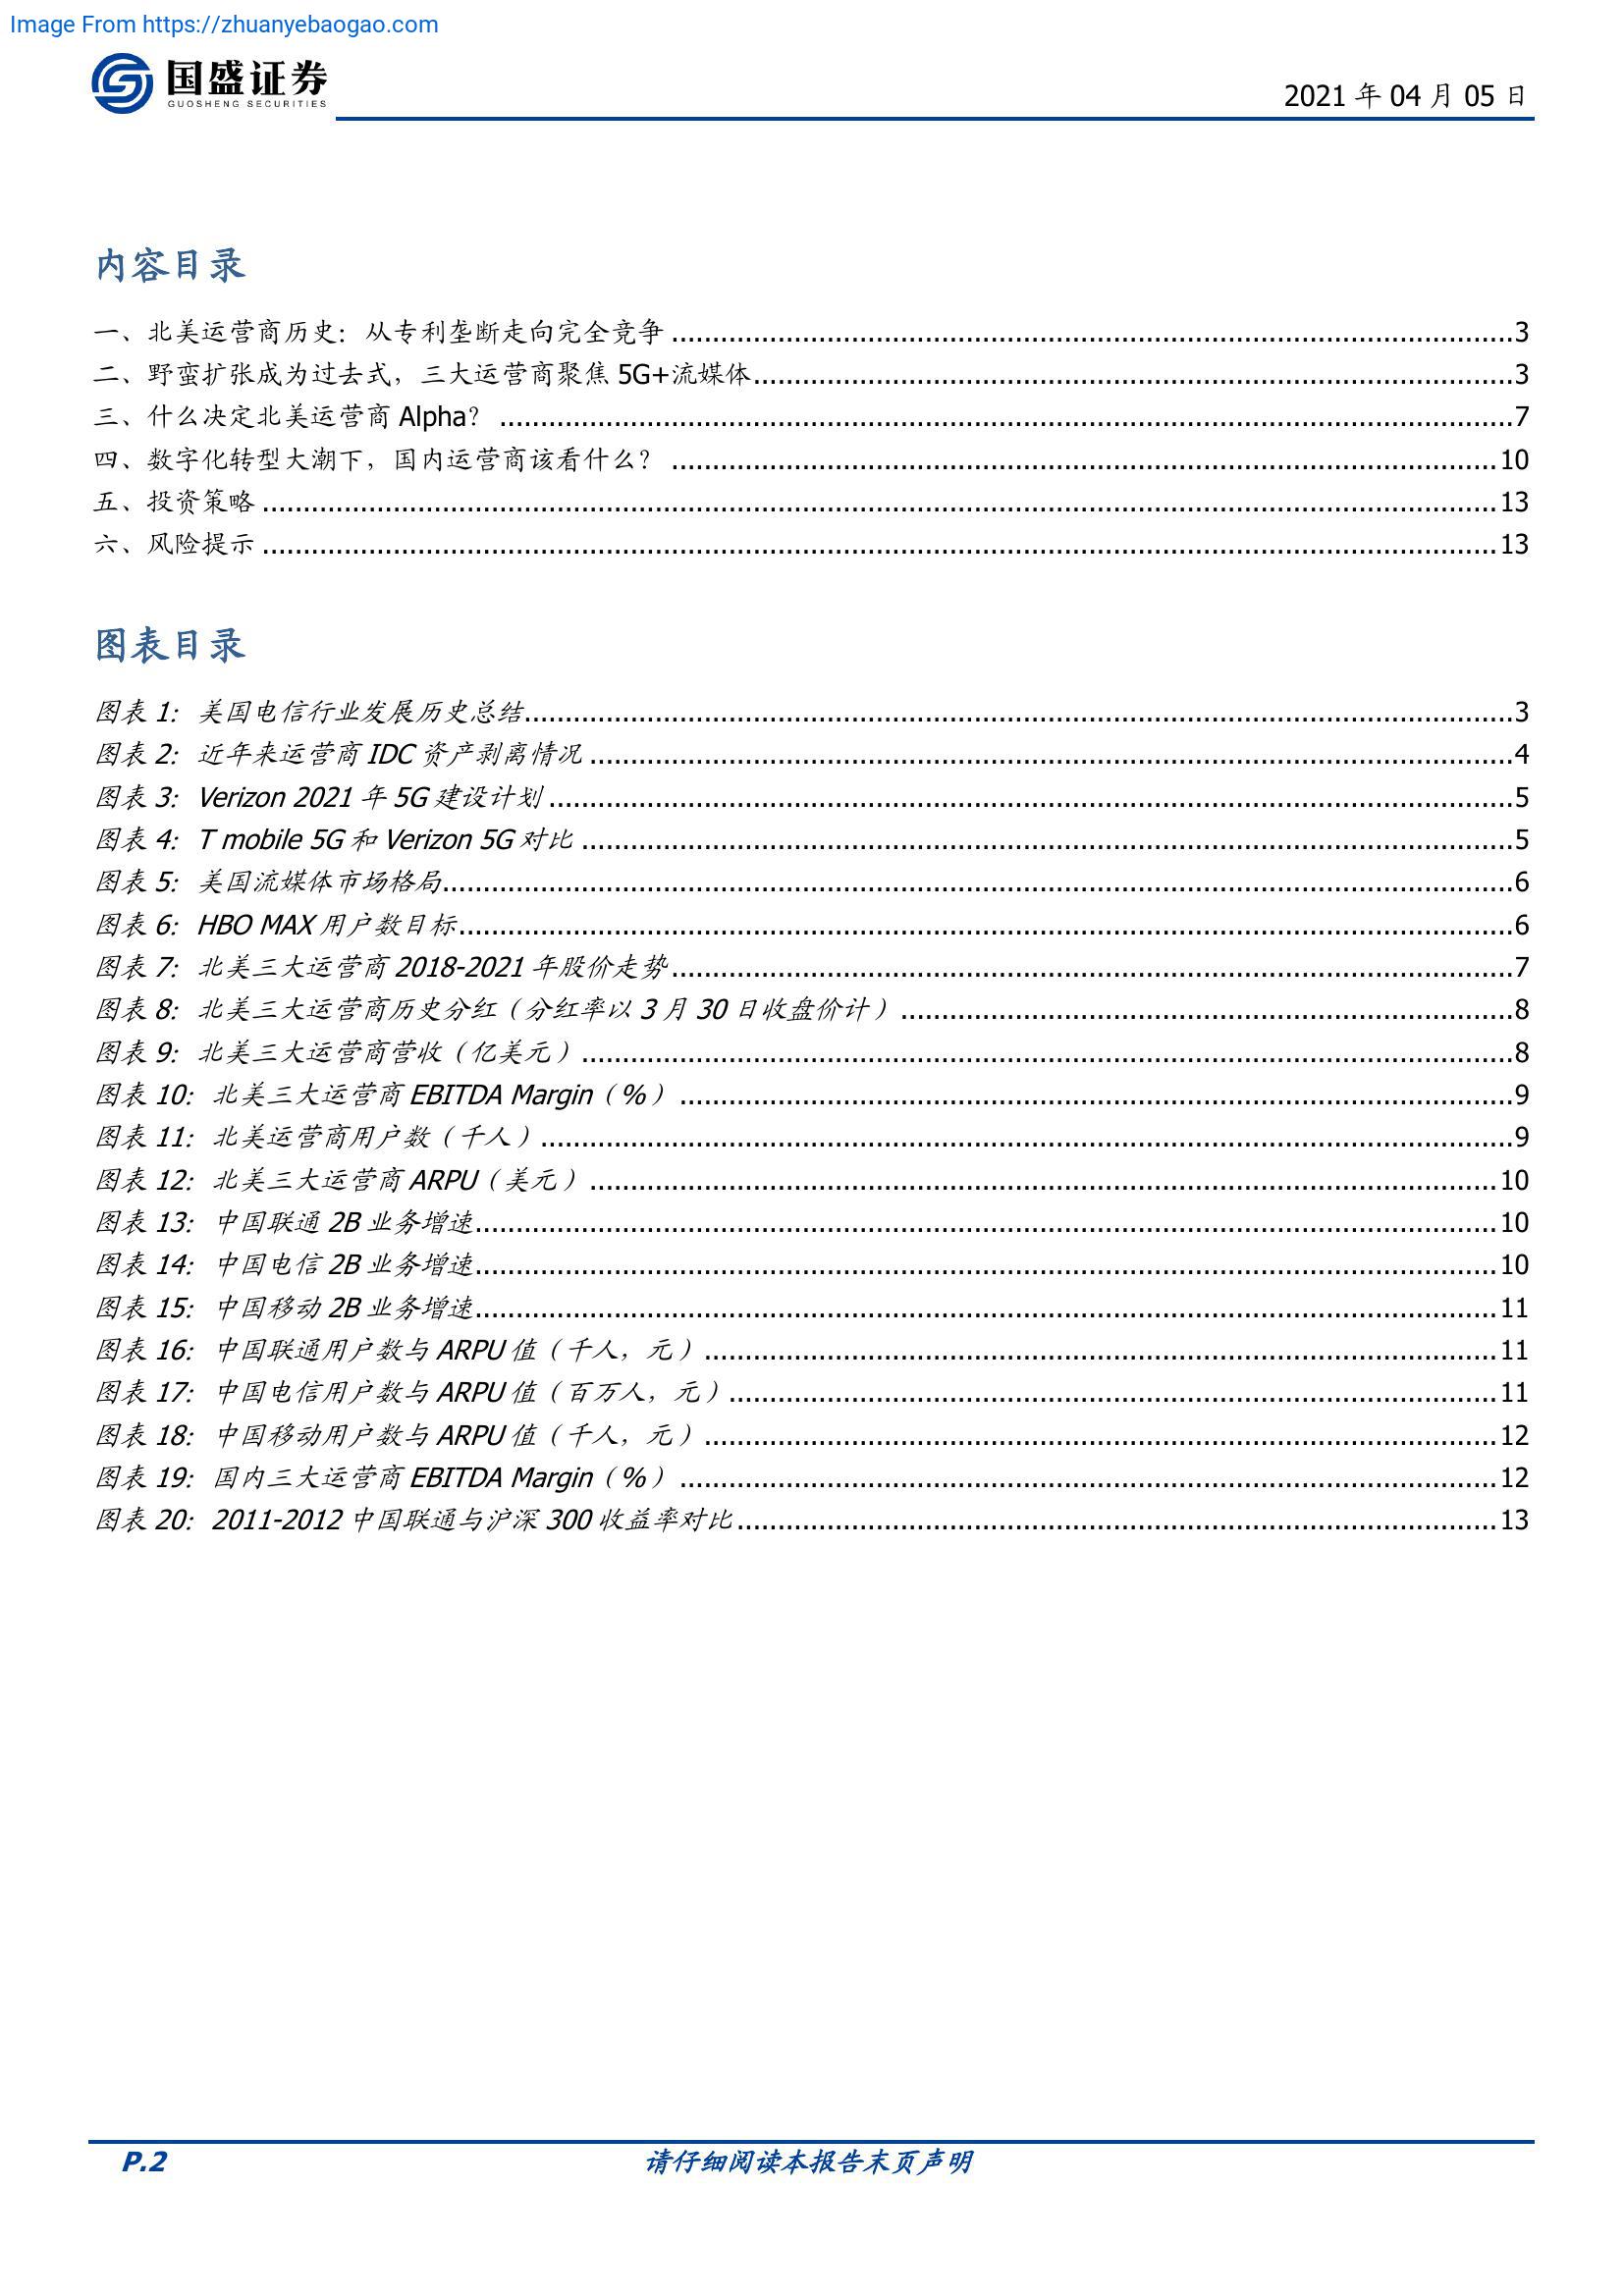 Image From https://zhuanyebaogao.com
国盛证券
GUOSHENG SECURITIES
2021 年 04 月 05 日
内容目录
一、北美运营商历史：从专利垄断走向完全竞争 ........ 3
二、野蛮扩张成为过去式，三大运营商聚焦 5G+流媒体 ........ 3
三、什么决定北美运营商 Alpha？ ........ 7
四、数字化转型大潮下，国内运营商该看什么？ ........ 10
五、投资策略 ........ 13
六、风险提示 ........ 13
图表目录
图表 1: 美国电信行业发展历史总结 ........ 3
图表 2: 近年来运营商 IDC 资产剥离情况 ........ 4
图表 3: Verizon 2021 年 5G 建设计划 ........ 5
图表 4: T mobile 5G 和 Verizon 5G 对比 ........ 5
图表 5: 美国流媒体市场格局 ........ 6
图表 6: HBO MAX 用户数目标 ........ 6
图表 7: 北美三大运营商 2018-2021 年股价走势 ........ 7
图表 8: 北美三大运营商历史分红（分红率以 3 月 30 日收盘价计） ........ 8
图表 9: 北美三大运营商营收（亿美元） ........ 8
图表 10: 北美三大运营商 EBITDA Margin（%） ........ 9
图表 11: 北美运营商用户数（千人） ........ 9
图表 12: 北美三大运营商 ARPU（美元） ........ 10
图表 13: 中国联通 2B 业务增速 ........ 10
图表 14: 中国电信 2B 业务增速 ........ 10
图表 15: 中国移动 2B 业务增速 ........ 11
图表 16: 中国联通用户数与 ARPU 值（千人，元） ........ 11
图表 17: 中国电信用户数与 ARPU 值（百万人，元） ........ 11
图表 18: 中国移动用户数与 ARPU 值（千人，元） ........ 12
图表 19: 国内三大运营商 EBITDA Margin（%） ........ 12
图表 20: 2011-2012 中国联通与沪深 300 收益率对比 ........ 13
P.2
请仔细阅读本报告末页声明